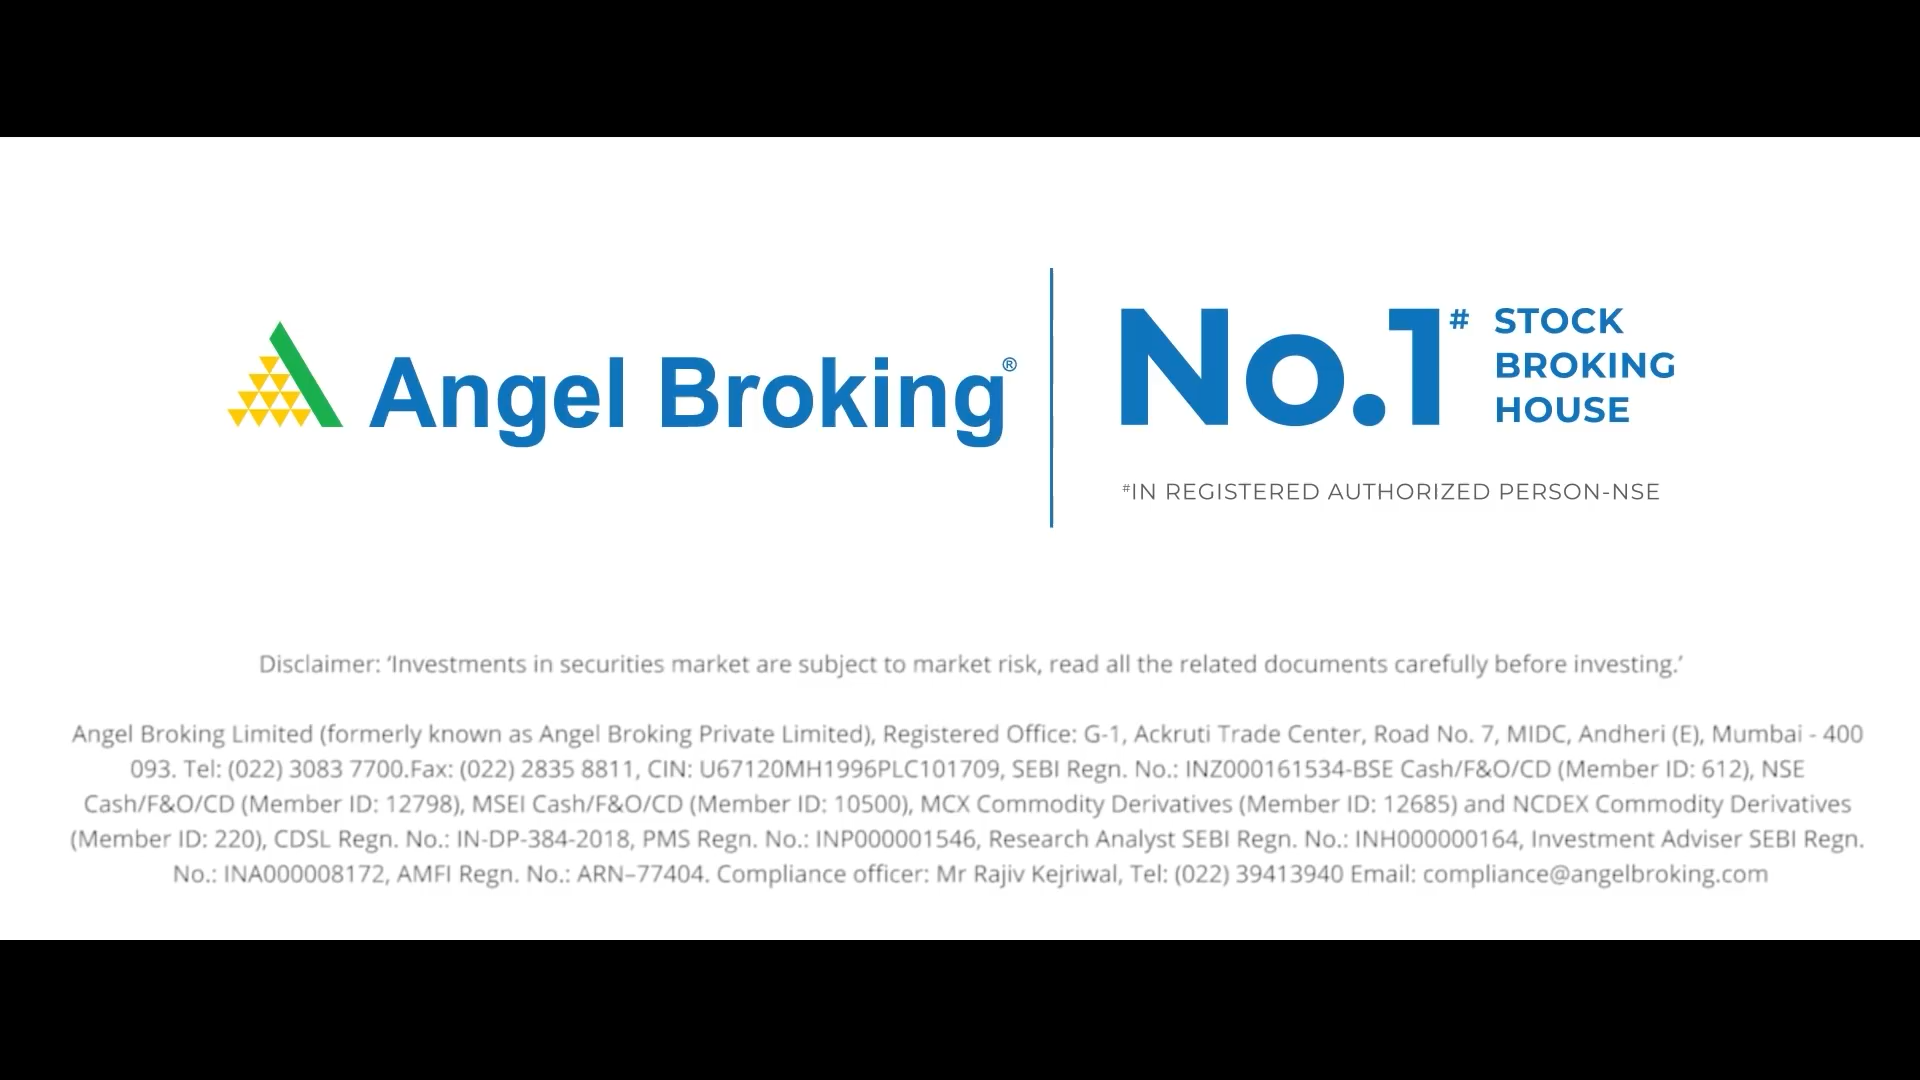 Angel Broking®
No.1# STOCK
BROKING
HOUSE
#IN REGISTERED AUTHORIZED PERSON-NSE
Disclaimer: ‘Investments in securities market are subject to market risk, read all the related documents carefully before investing.’
Angel Broking Limited (formerly known as Angel Broking Private Limited), Registered Office: G-1, Ackruti Trade Center, Road No. 7, MIDC, Andheri (E), Mumbai - 400
093. Tel: (022) 3083 7700.Fax: (022) 2835 8811, CIN: U67120MH1996PLC101709, SEBI Regn. No.: INZ000161534-BSE Cash/F&O/CD (Member ID: 612), NSE
Cash/F&O/CD (Member ID: 12798), MSEI Cash/F&O/CD (Member ID: 10500), MCX Commodity Derivatives (Member ID: 12685) and NCDEX Commodity Derivatives
(Member ID: 220), CDSL Regn. No.: IN-DP-384-2018, PMS Regn. No.: INP000001546, Research Analyst SEBI Regn. No.: INH000000164, Investment Adviser SEBI Regn.
No.: INA000008172, AMFI Regn. No.: ARN–77404. Compliance officer: Mr Rajiv Kejriwal, Tel: (022) 39413940 Email: compliance@angelbroking.com